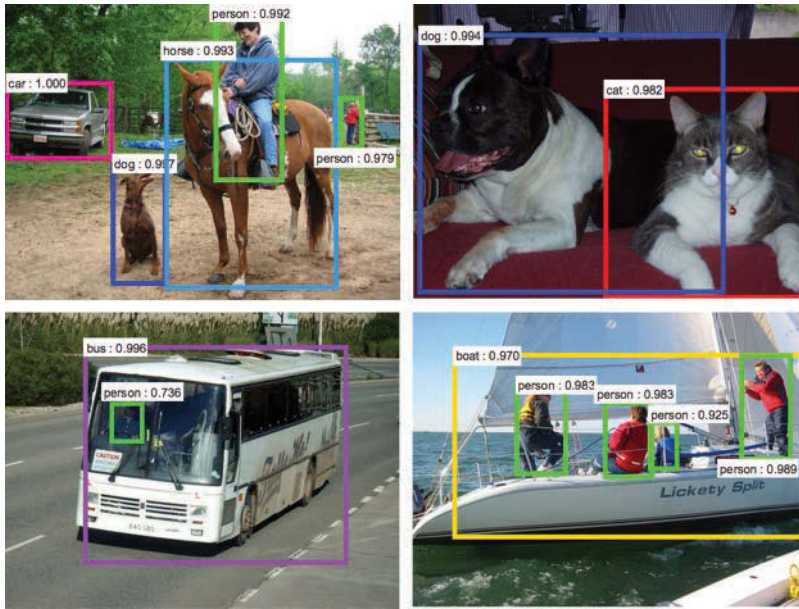 person : 0.992
horse : 0.993
car : 1.000
person : 0.979
dog : 0.997
dog : 0.994
cat : 0.982
bus : 0.996
person : 0.736
CAUTION
boat : 0.970
person : 0.983
person : 0.983
person : 0.925
person : 0.989
Lickety Split